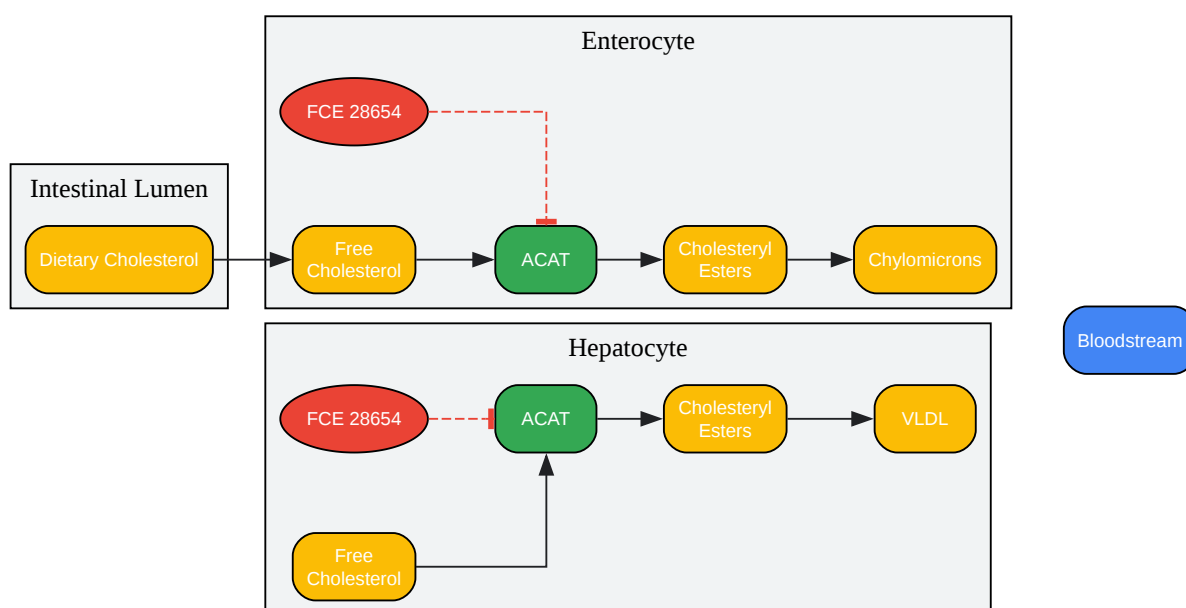 Enterocyte
FCE 28654
Intestinal Lumen
Dietary Cholesterol
Free
Cholesterol
ACAT
Cholesteryl
Esters
Chylomicrons
Bloodstream
Hepatocyte
FCE 28654
ACAT
Cholesteryl
Esters
VLDL
Free
Cholesterol